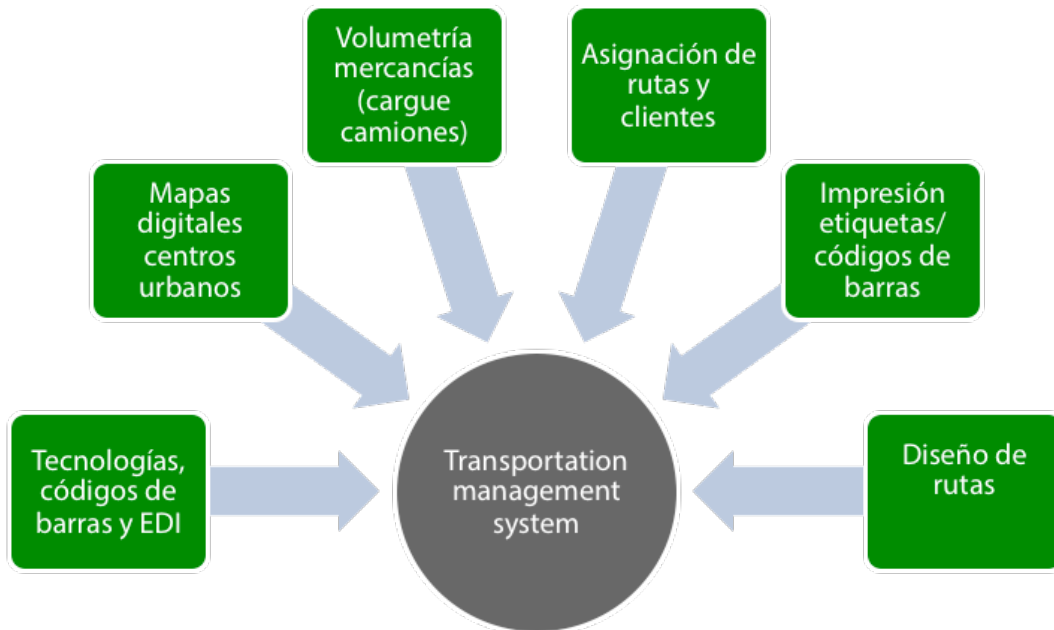 Volumetría
mercancías
(cargue
camiones)
Asignación de
rutas y
clientes
Mapas
digitales
centros
urbanos
Impresión
etiquetas/
códigos de
barras
Tecnologías,
códigos de
barras y EDI
Transportation
management
system
Diseño de
rutas